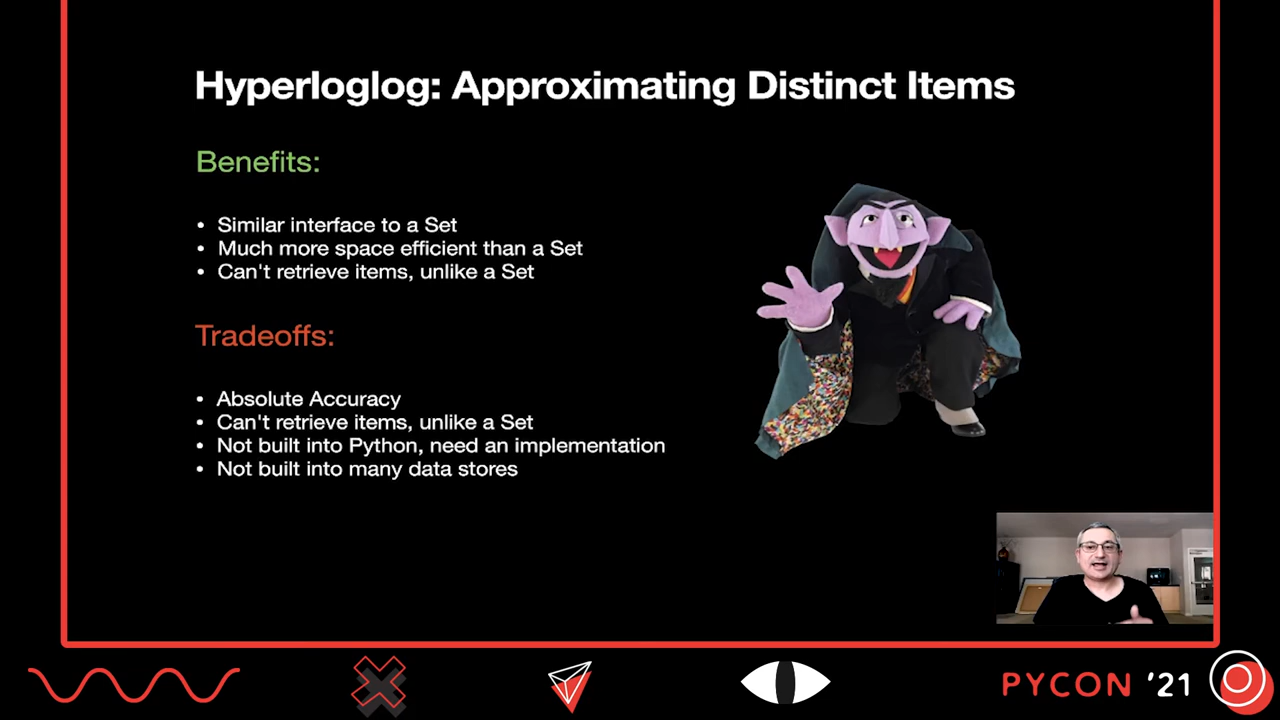 Hyperloglog: Approximating Distinct Items
Benefits:
• Similar interface to a Set
• Much more space efficient than a Set
• Can't retrieve items, unlike a Set
Tradeoffs:
• Absolute Accuracy
• Can't retrieve items, unlike a Set
• Not built into Python, need an implementation
• Not built into many data stores
PYCON '21